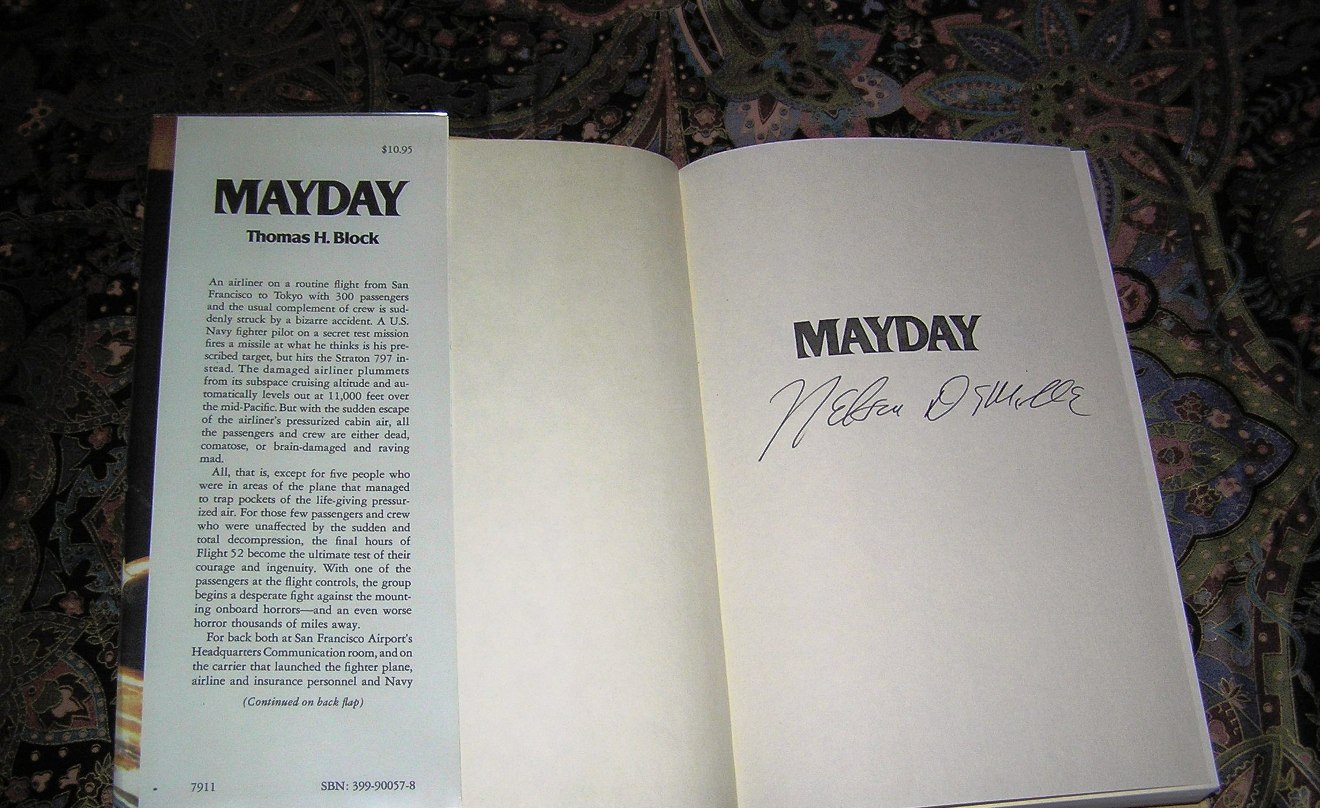 $10.95
MAYDAY
Thomas H. Block
An airliner on a routine flight from San
Francisco to Tokyo with 300 passengers
and the usual complement of crew is sud-
denly struck by a bizarre accident. A U.S.
Navy fighter pilot on a secret test mission
fires a missile at what he thinks is his pre-
scribed target, but hits the Straton 797 in-
stead. The damaged airliner plummets
from its subspace cruising altitude and au-
tomatically levels out at 11,000 feet over
the mid-Pacific. But with the sudden escape
of the airliner's pressurized cabin air, all
the passengers and crew are either dead,
comatose, or brain-damaged and raving
mad.
All, that is, except for five people who
were in areas of the plane that managed
to trap pockets of the life-giving pressur-
ized air. For those few passengers and crew
who were unaffected by the sudden and
total decompression, the final hours of
Flight 52 become the ultimate test of their
courage and ingenuity. With one of the
passengers at the flight controls, the group
begins a desperate fight against the mount-
ing onboard horrors—and an even worse
horror thousands of miles away.
For back both at San Francisco Airport's
Headquarters Communication room, and on
the carrier that launched the fighter plane,
airline and insurance personnel and Navy
(Continued on back flap)
7911 SBN: 399-90057-8
MAYDAY
Nelson DeMille